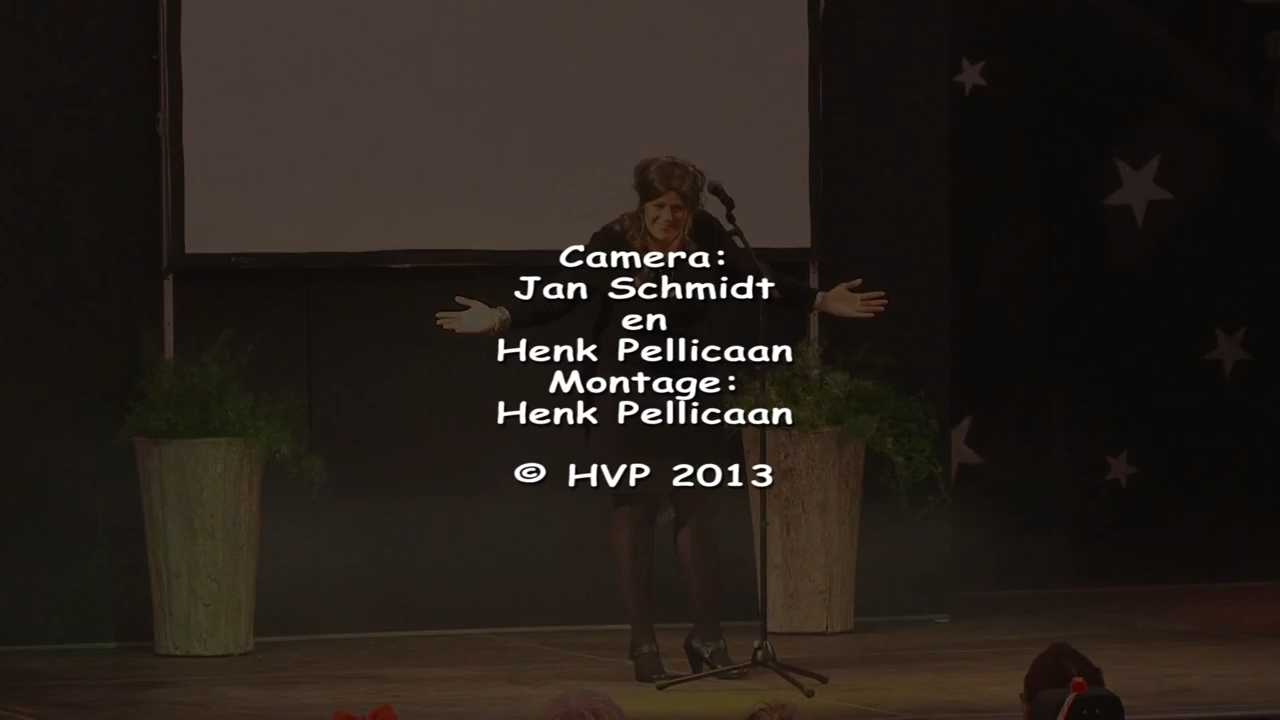 Camera:
Jan Schmidt
en
Henk Pellicaan
Montage:
Henk Pellicaan
© HVP 2013